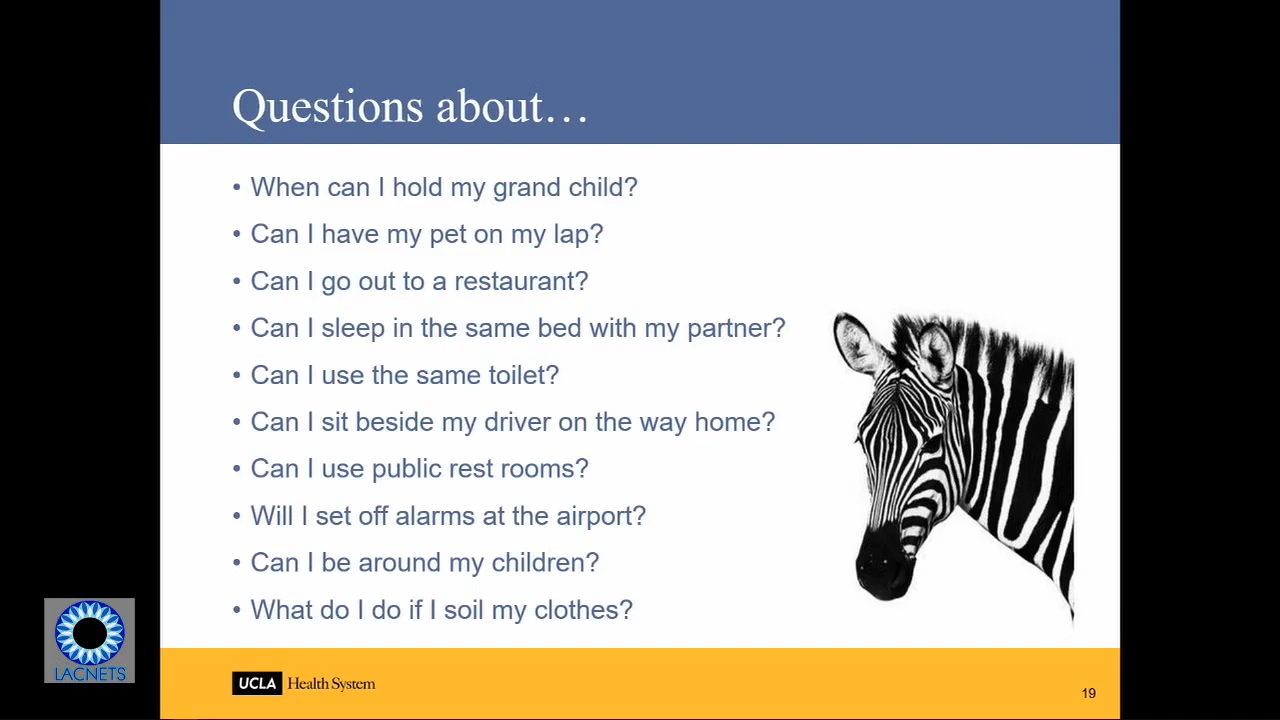 Questions about…
• When can I hold my grand child?
• Can I have my pet on my lap?
• Can I go out to a restaurant?
• Can I sleep in the same bed with my partner?
• Can I use the same toilet?
• Can I sit beside my driver on the way home?
• Can I use public rest rooms?
• Will I set off alarms at the airport?
• Can I be around my children?
• What do I do if I soil my clothes?
LACNETS
UCLA Health System
19